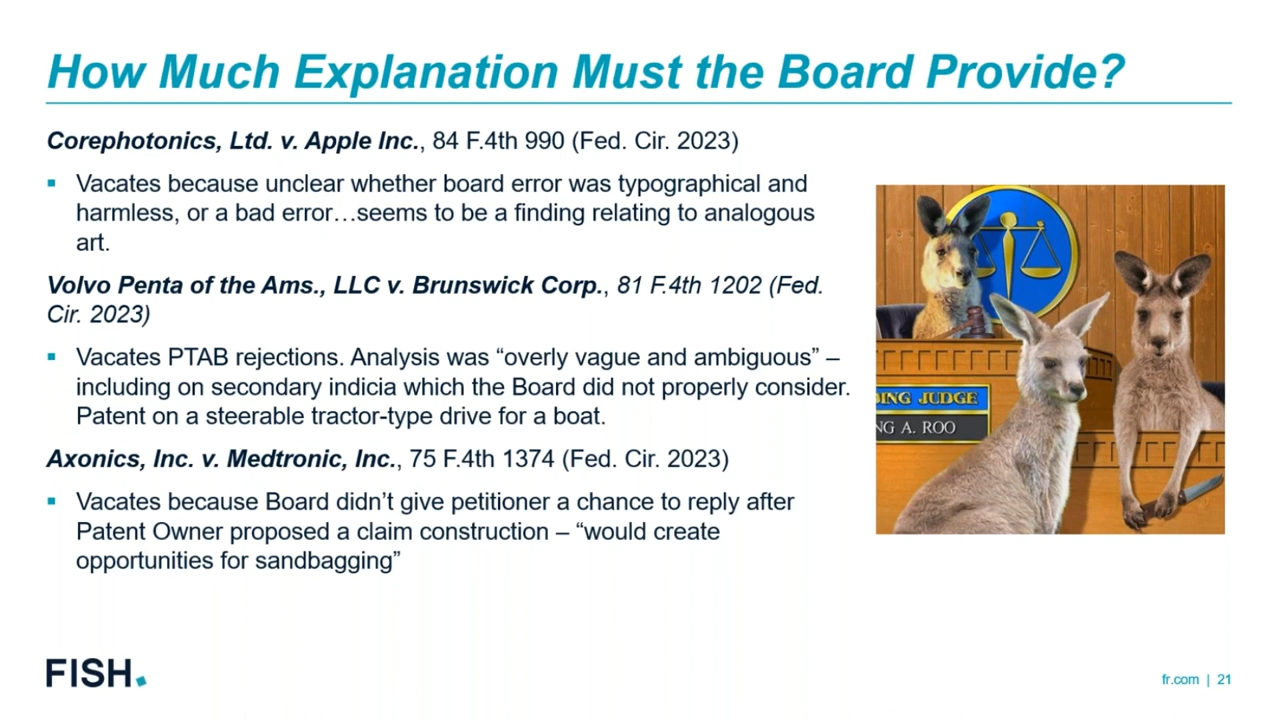 How Much Explanation Must the Board Provide?
Corephotonics, Ltd. v. Apple Inc., 84 F.4th 990 (Fed. Cir. 2023)
▪ Vacates because unclear whether board error was typographical and
harmless, or a bad error…seems to be a finding relating to analogous
art.
Volvo Penta of the Ams., LLC v. Brunswick Corp., 81 F.4th 1202 (Fed.
Cir. 2023)
▪ Vacates PTAB rejections. Analysis was “overly vague and ambiguous” –
including on secondary indicia which the Board did not properly consider.
Patent on a steerable tractor-type drive for a boat.
Axonics, Inc. v. Medtronic, Inc., 75 F.4th 1374 (Fed. Cir. 2023)
▪ Vacates because Board didn’t give petitioner a chance to reply after
Patent Owner proposed a claim construction – “would create
opportunities for sandbagging”
DING JUDGE
NG A. ROO
FISH.
fr.com | 21